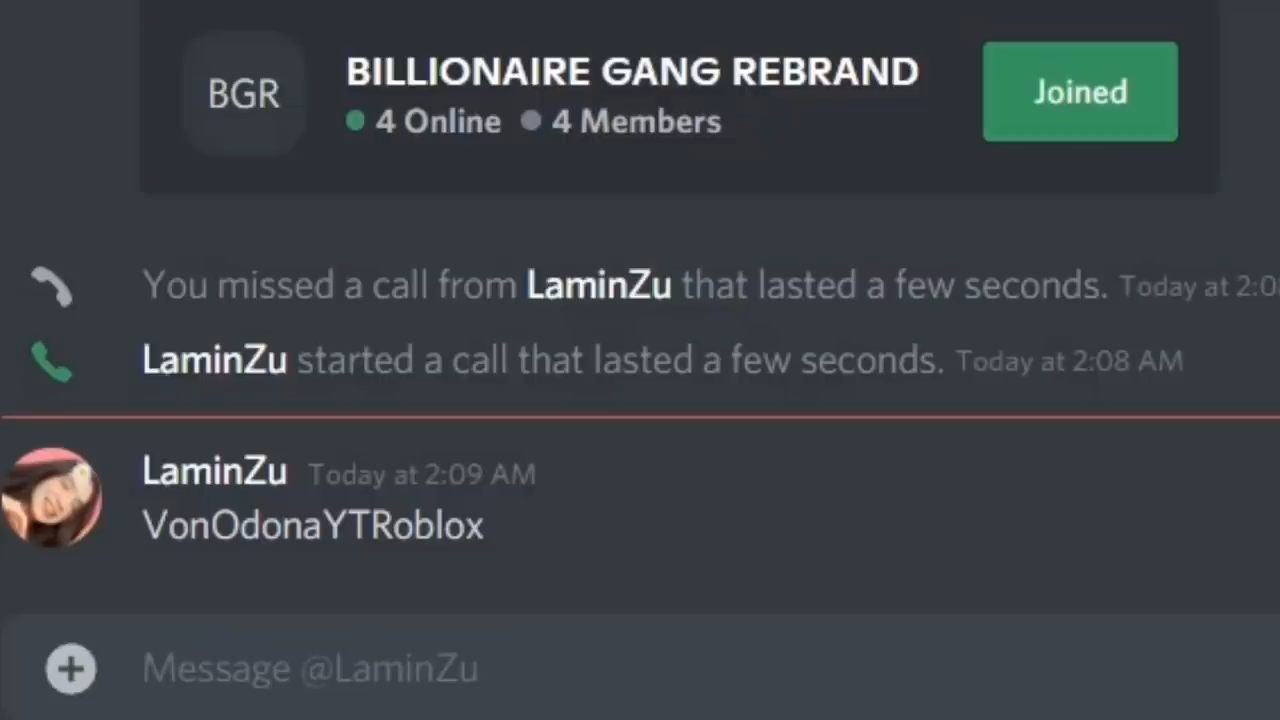 BGR
BILLIONAIRE GANG REBRAND
Joined
4 Online 4 Members
You missed a call from LaminZu that lasted a few seconds. Today at
LaminZu started a call that lasted a few seconds. Today at 2:08 AM
LaminZu Today at 2:09 AM
VonOdonaYTRoblox
Message @LaminZu